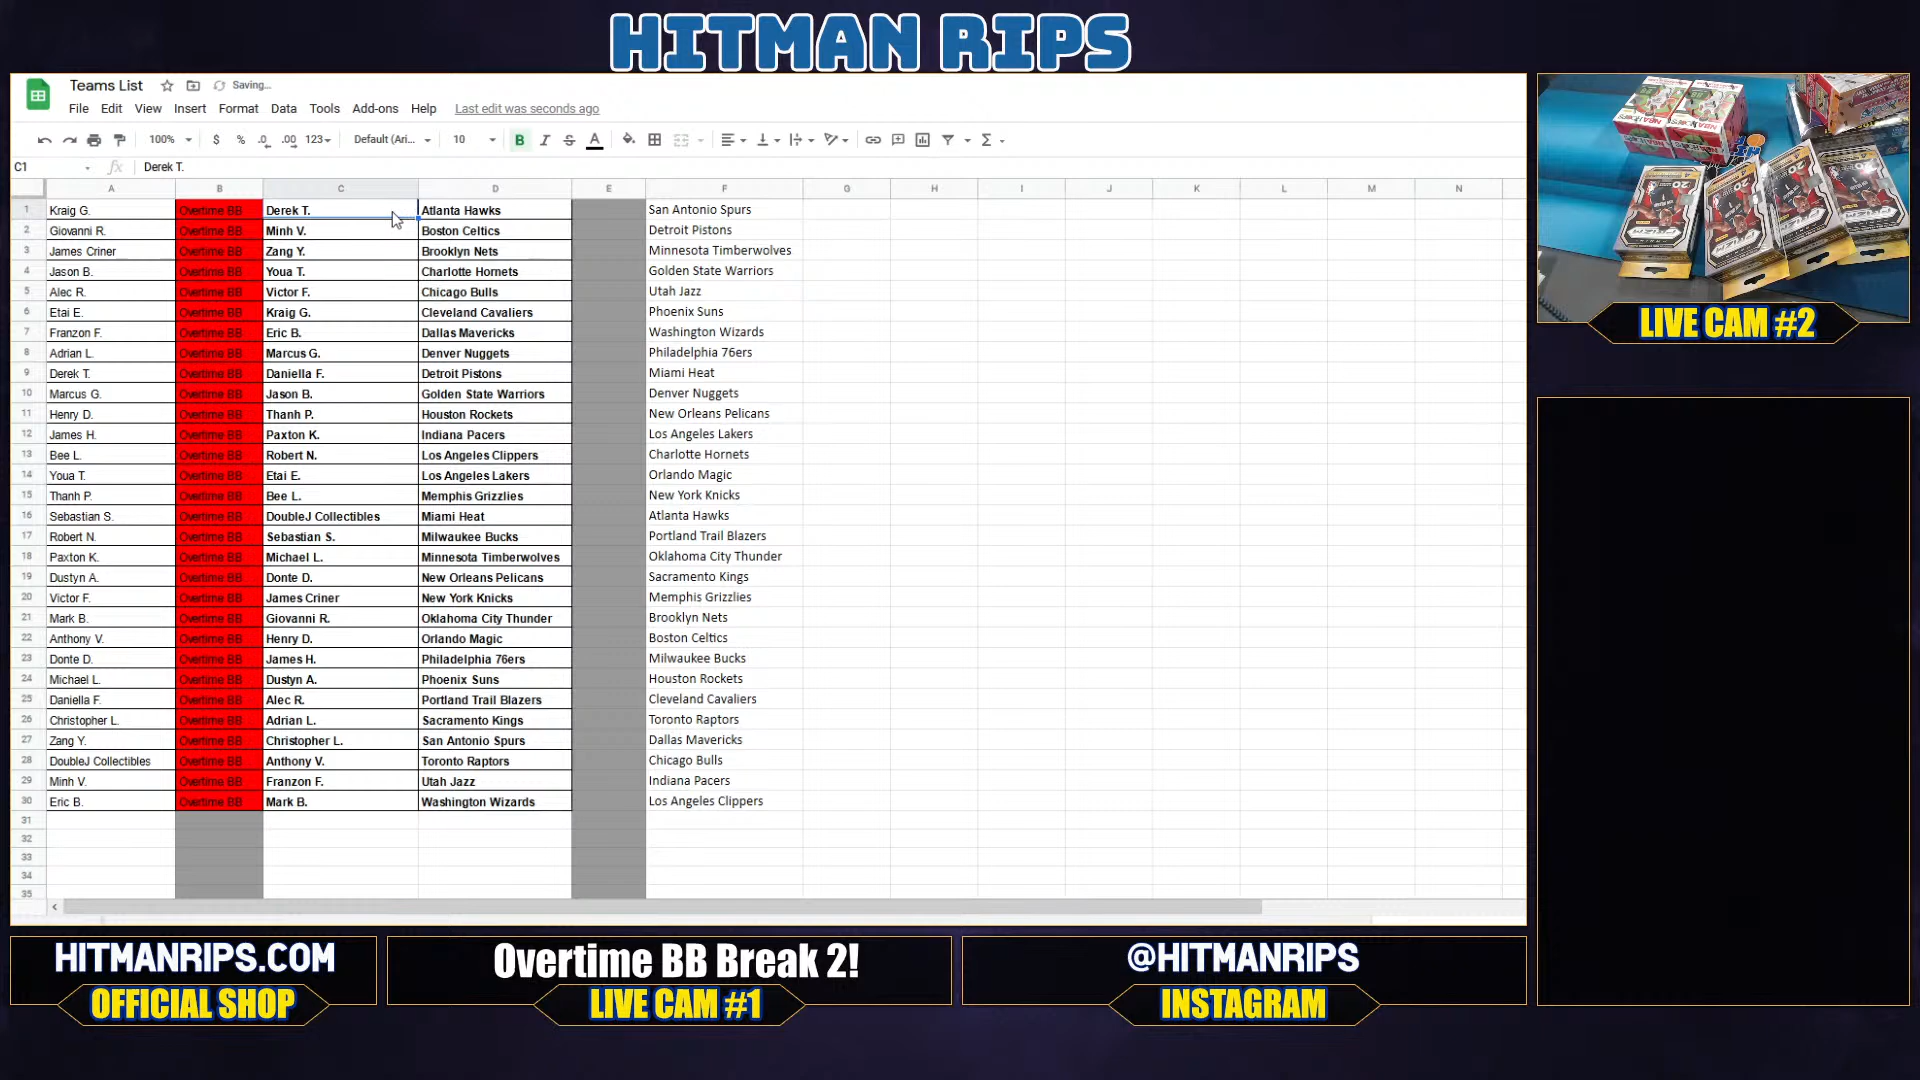 HITMAN RIPS
Teams List Saving...
File Edit View Insert Format Data Tools Add-ons Help Last edit was seconds ago
100% $ % .0 .00 123 Default (Ari... 10 B I S A
C1 fx Derek T.
A B C D E F G H I J K L M N
1 Kraig G. Overtime BB Derek T. Atlanta Hawks San Antonio Spurs
2 Giovanni R. Overtime BB Minh V. Boston Celtics Detroit Pistons
3 James Criner Overtime BB Zang Y. Brooklyn Nets Minnesota Timberwolves
4 Jason B. Overtime BB Youa T. Charlotte Hornets Golden State Warriors
5 Alec R. Overtime BB Victor F. Chicago Bulls Utah Jazz
6 Etai E. Overtime BB Kraig G. Cleveland Cavaliers Phoenix Suns
7 Franzon F. Overtime BB Eric B. Dallas Mavericks Washington Wizards
8 Adrian L. Overtime BB Marcus G. Denver Nuggets Philadelphia 76ers
9 Derek T. Overtime BB Daniella F. Detroit Pistons Miami Heat
10 Marcus G. Overtime BB Jason B. Golden State Warriors Denver Nuggets
11 Henry D. Overtime BB Thanh P. Houston Rockets New Orleans Pelicans
12 James H. Overtime BB Paxton K. Indiana Pacers Los Angeles Lakers
13 Bee L. Overtime BB Robert N. Los Angeles Clippers Charlotte Hornets
14 Youa T. Overtime BB Etai E. Los Angeles Lakers Orlando Magic
15 Thanh P. Overtime BB Bee L. Memphis Grizzlies New York Knicks
16 Sebastian S. Overtime BB DoubleJ Collectibles Miami Heat Atlanta Hawks
17 Robert N. Overtime BB Sebastian S. Milwaukee Bucks Portland Trail Blazers
18 Paxton K. Overtime BB Michael L. Minnesota Timberwolves Oklahoma City Thunder
19 Dustyn A. Overtime BB Donte D. New Orleans Pelicans Sacramento Kings
20 Victor F. Overtime BB James Criner New York Knicks Memphis Grizzlies
21 Mark B. Overtime BB Giovanni R. Oklahoma City Thunder Brooklyn Nets
22 Anthony V. Overtime BB Henry D. Orlando Magic Boston Celtics
23 Donte D. Overtime BB James H. Philadelphia 76ers Milwaukee Bucks
24 Michael L. Overtime BB Dustyn A. Phoenix Suns Houston Rockets
25 Daniella F. Overtime BB Alec R. Portland Trail Blazers Cleveland Cavaliers
26 Christopher L. Overtime BB Adrian L. Sacramento Kings Toronto Raptors
27 Zang Y. Overtime BB Christopher L. San Antonio Spurs Dallas Mavericks
28 DoubleJ Collectibles Overtime BB Anthony V. Toronto Raptors Chicago Bulls
29 Minh V. Overtime BB Franzon F. Utah Jazz Indiana Pacers
30 Eric B. Overtime BB Mark B. Washington Wizards Los Angeles Clippers
31
32
33
34
35
LIVE CAM #2
HITMANRIPS.COM
OFFICIAL SHOP
Overtime BB Break 2!
LIVE CAM #1
@HITMANRIPS
INSTAGRAM